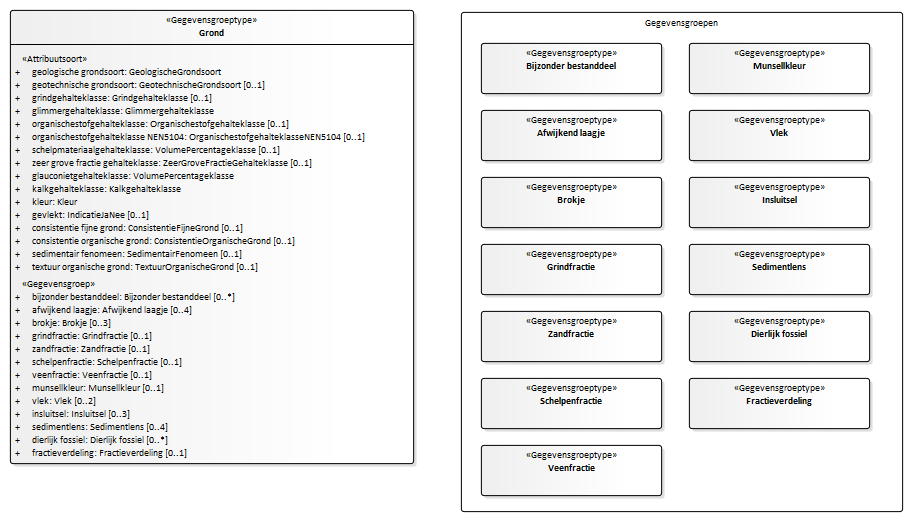 «Gegevensgroeptype»
Grond
«Attribuutsoort»
+ geologische grondsoort: GeologischeGrondsoort
+ geotechnische grondsoort: GeotechnischeGrondsoort [0..1]
+ grindgehalteklasse: Grindgehalteklasse [0..1]
+ glimmergehalteklasse: Glimmergehalteklasse
+ organischestofgehalteklasse: Organischestofgehalteklasse [0..1]
+ organischestofgehalteklasse NEN5104: OrganischestofgehalteklasseNEN5104 [0..1]
+ schelpmateriaalgehalteklasse: VolumePercentageklasse [0..1]
+ zeer grove fractie gehalteklasse: ZeerGroveFractieGehalteklasse [0..1]
+ glauconietgehalteklasse: VolumePercentageklasse
+ kalkgehalteklasse: Kalkgehalteklasse
+ kleur: Kleur
+ gevlekt: IndicatieJaNee [0..1]
+ consistentie fijne grond: ConsistentieFijneGrond [0..1]
+ consistentie organische grond: ConsistentieOrganischeGrond [0..1]
+ sedimentair fenomeen: SedimentairFenomeen [0..1]
+ textuur organische grond: TextuurOrganischeGrond [0..1]
«Gegevensgroep»
+ bijzonder bestanddeel: Bijzonder bestanddeel [0..*]
+ afwijkend laagje: Afwijkend laagje [0..4]
+ brokje: Brokje [0..3]
+ grindfractie: Grindfractie [0..1]
+ zandfractie: Zandfractie [0..1]
+ schelpenfractie: Schelpenfractie [0..1]
+ veenfractie: Veenfractie [0..1]
+ munsellkleur: Munsellkleur [0..1]
+ vlek: Vlek [0..2]
+ insluitsel: Insluitsel [0..3]
+ sedimentlens: Sedimentlens [0..4]
+ dierlijk fossiel: Dierlijk fossiel [0..*]
+ fractieverdeling: Fractieverdeling [0..1]
Gegevensgroepen
«Gegevensgroeptype»
Bijzonder bestanddeel
«Gegevensgroeptype»
Munsellkleur
«Gegevensgroeptype»
Afwijkend laagje
«Gegevensgroeptype»
Vlek
«Gegevensgroeptype»
Brokje
«Gegevensgroeptype»
Insluitsel
«Gegevensgroeptype»
Grindfractie
«Gegevensgroeptype»
Sedimentlens
«Gegevensgroeptype»
Zandfractie
«Gegevensgroeptype»
Dierlijk fossiel
«Gegevensgroeptype»
Schelpenfractie
«Gegevensgroeptype»
Fractieverdeling
«Gegevensgroeptype»
Veenfractie